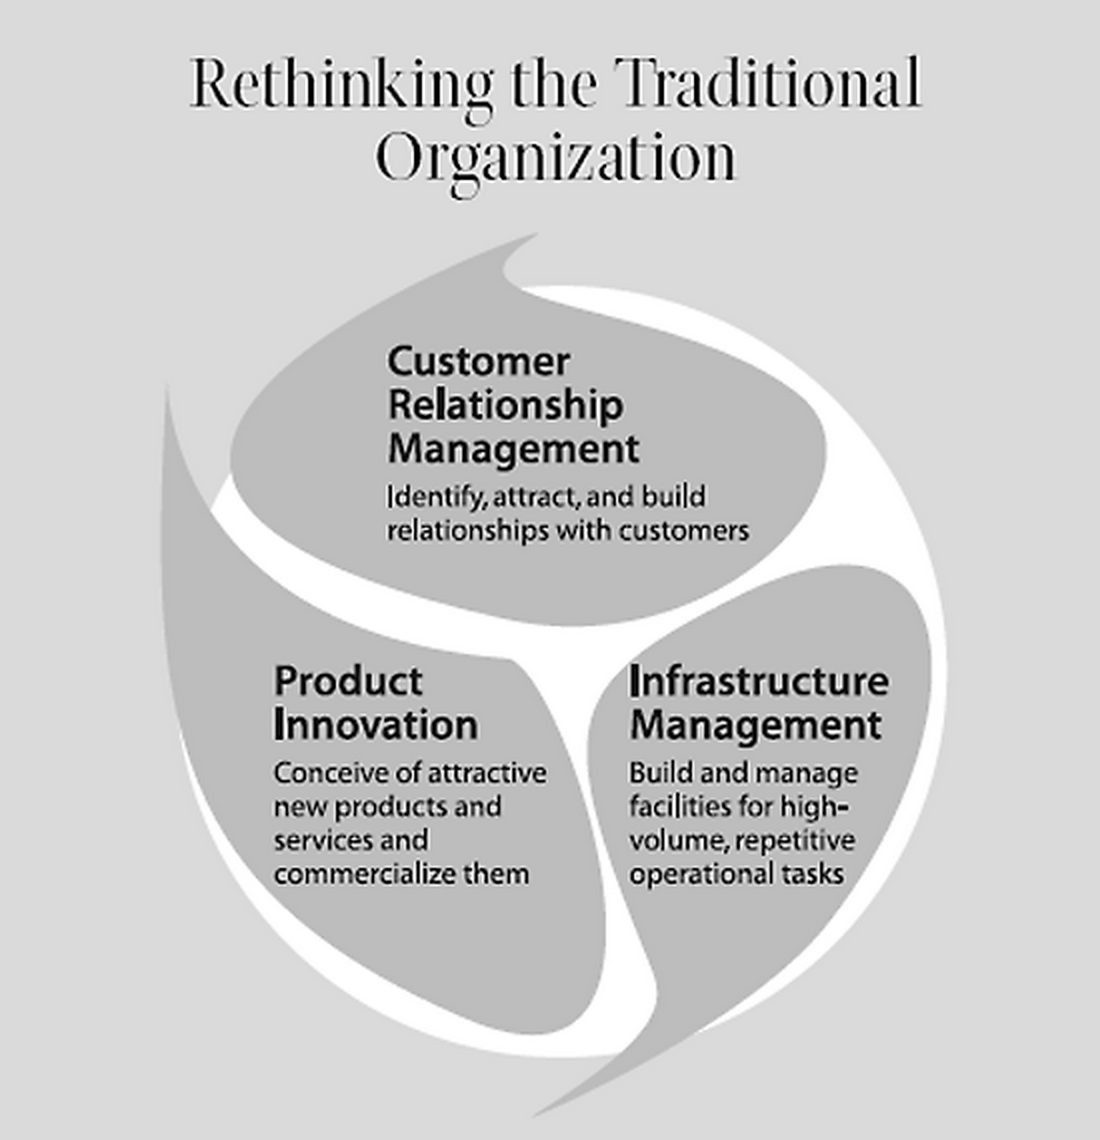 Rethinking the Traditional
Organization
Customer
Relationship
Management
Identify, attract, and build
relationships with customers
Product
Innovation
Conceive of attractive
new products and
services and
commercialize them
Infrastructure
Management
Build and manage
facilities for high-
volume, repetitive
operational tasks